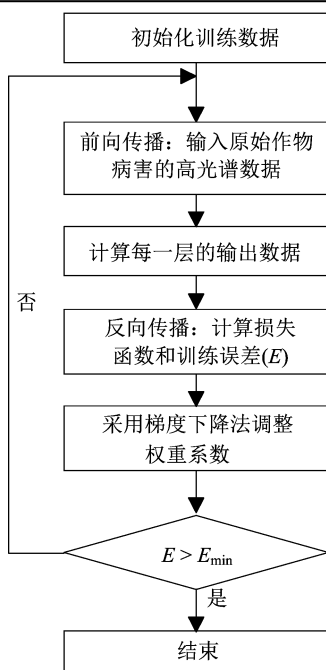 初始化训练数据
前向传播：输入原始作物
病害的高光谱数据
计算每一层的输出数据
否
反向传播：计算损失
函数和训练误差(E)
采用梯度下降法调整
权重系数
E > Emin
是
结束